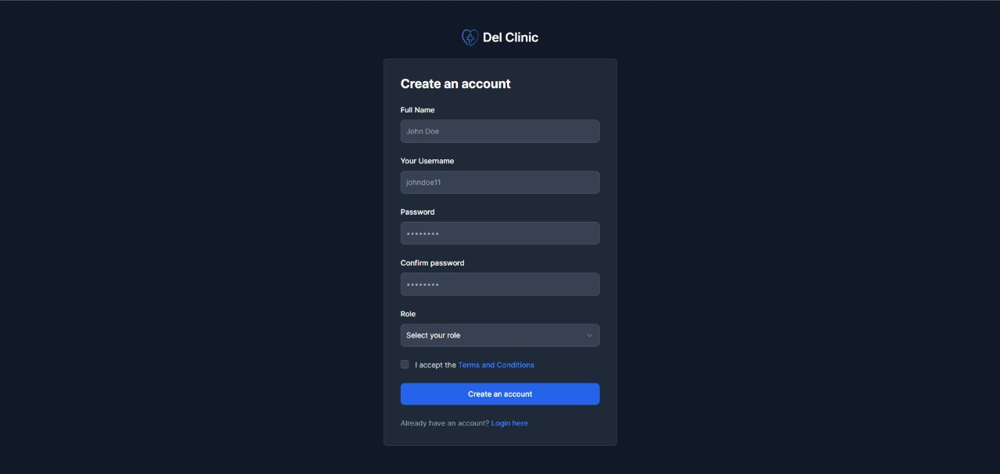 Del Clinic
Create an account
Full Name
John Doe
Your Username
johndoe11
Password
••••••••
Confirm password
••••••••
Role
Select your role
I accept the Terms and Conditions
Create an account
Already have an account? Login here